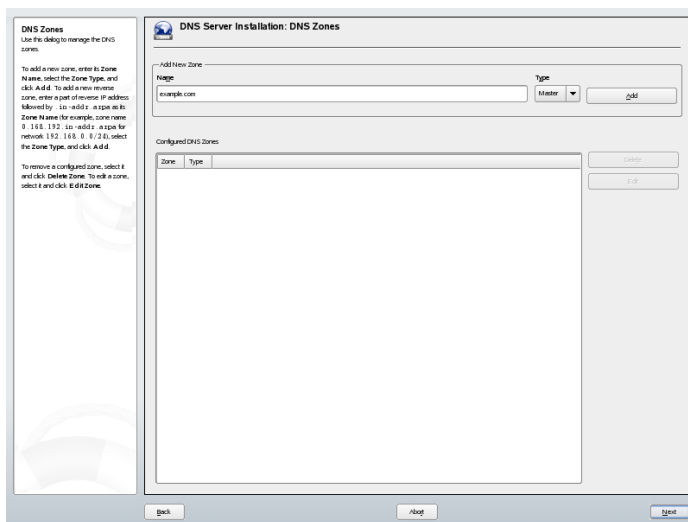 DNS Zones
Use this dialog to manage the DNS
zones.
To add a new zone, enter its Zone
Name, select the Zone Type, and
click Add. To add a new reverse
zone, enter a part of reverse IP address
followed by .in-addr.arpa as its
Zone Name (for example, zone name
0.168.192.in-addr.arpa for
network 192.168.0.0/24), select
the Zone Type, and click Add.
To remove a configured zone, select it
and click Delete Zone. To edit a zone,
select it and click Edit Zone.
DNS Server Installation: DNS Zones
Add New Zone
Name
Type
example.com
Master
Add
Configured DNS Zones
Zone
Type
Delete
Edit
Back
Abort
Next